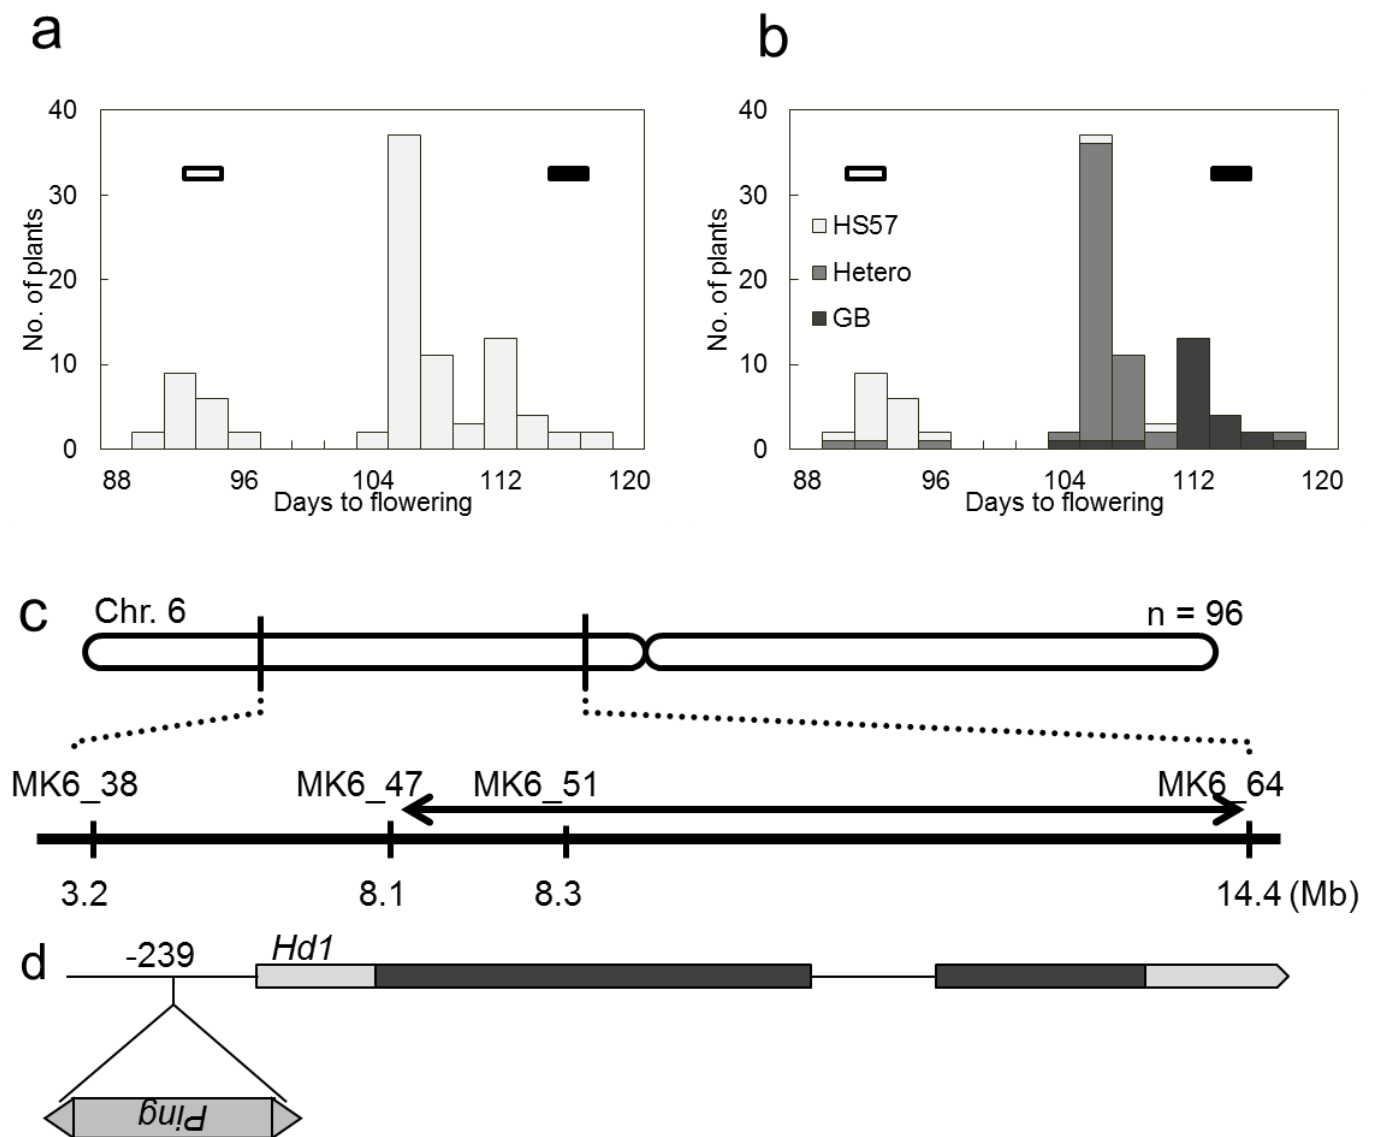 a
40
30
20
10
0
No. of plants
88 96 104 112 120
Days to flowering
b
40
30
HS57
20
Hetero
GB
10
0
No. of plants
88 96 104 112 120
Days to flowering
c
Chr. 6
n = 96
MK6_38 MK6_47 MK6_51 MK6_64
3.2 8.1 8.3 14.4 (Mb)
d
-239
Hd1
Ping